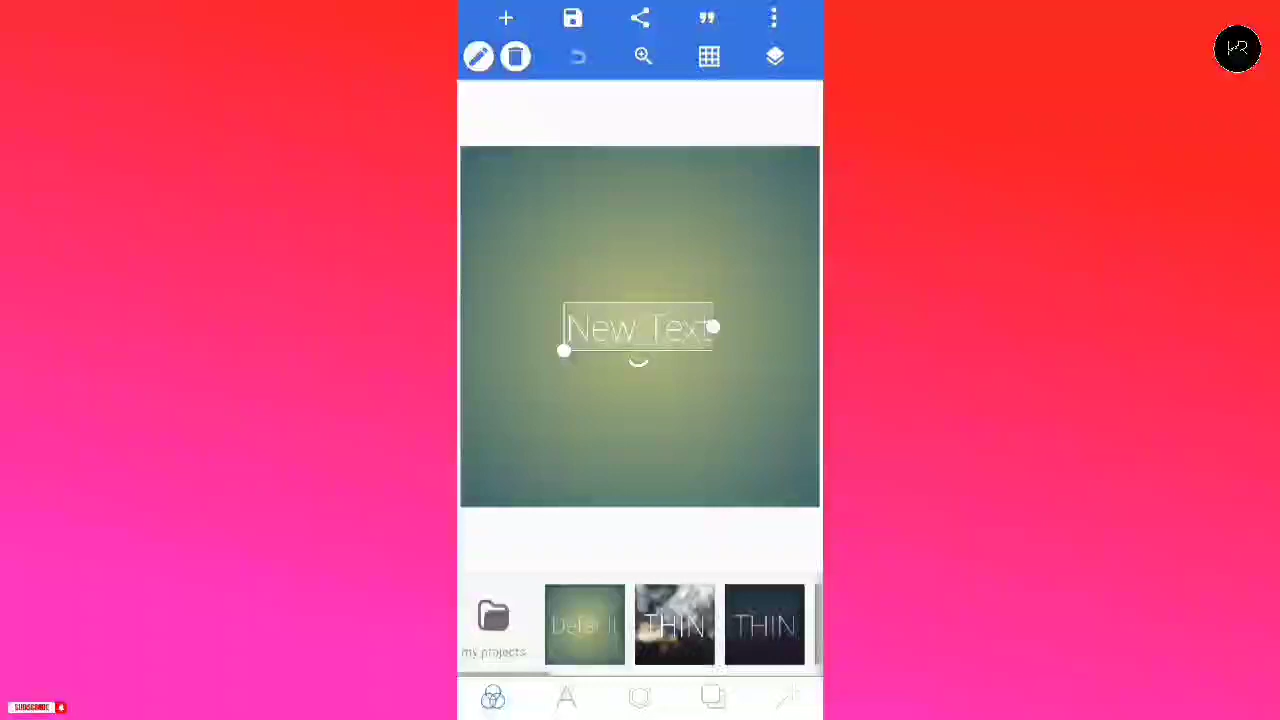 New Text
Default
THIN
THIN
my projects
SUBSCRIBE